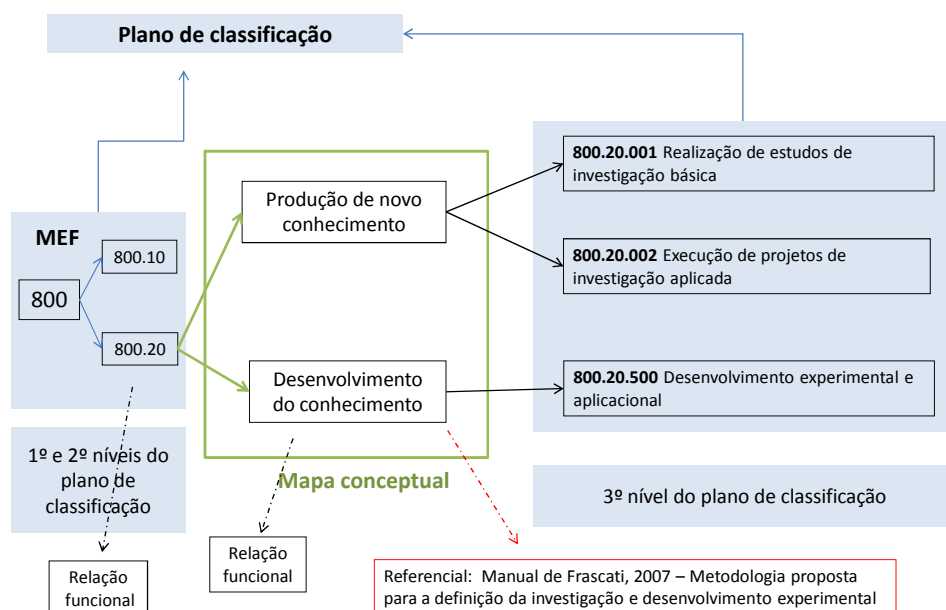 Plano de classificação
MEF
800
800.10
800.20
1º e 2º níveis do
plano de
classificação
Relação
funcional
Produção de novo
conhecimento
Desenvolvimento
do conhecimento
Mapa conceptual
Relação
funcional
800.20.001 Realização de estudos de
investigação básica
800.20.002 Execução de projetos de
investigação aplicada
800.20.500 Desenvolvimento experimental e
aplicacional
3º nível do plano de classificação
Referencial: Manual de Frascati, 2007 – Metodologia proposta
para a definição da investigação e desenvolvimento experimental